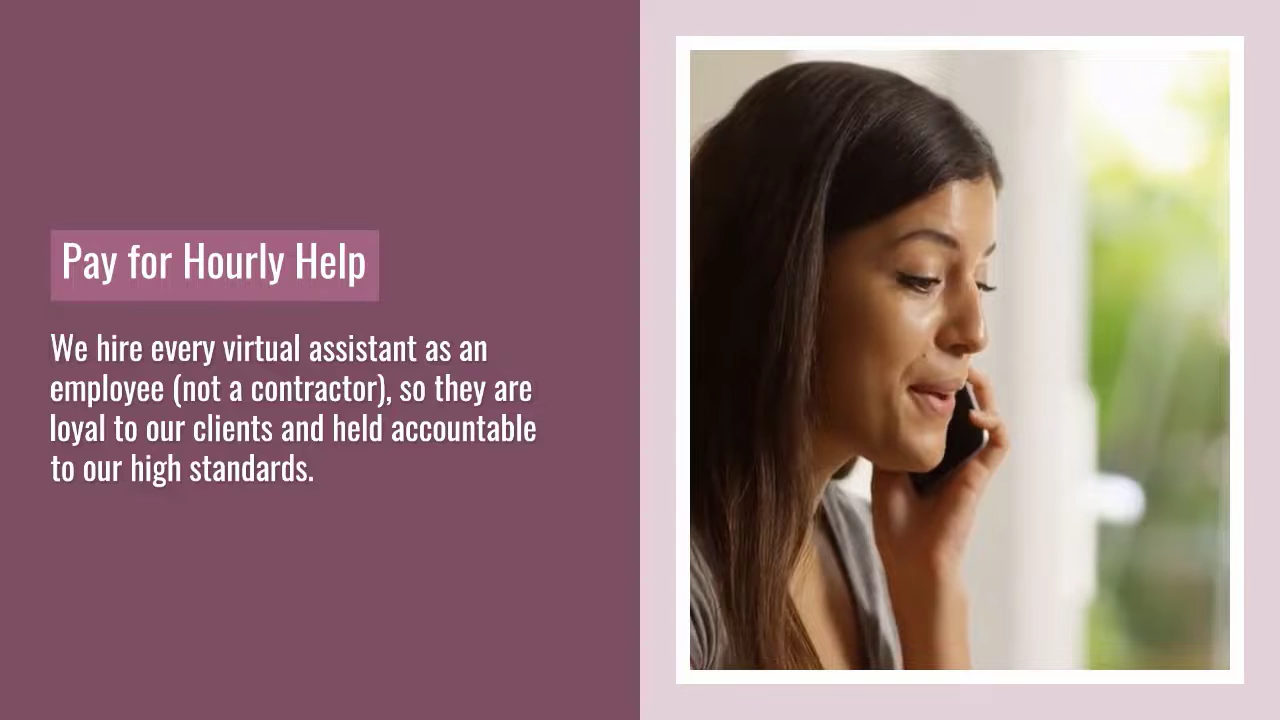 Pay for Hourly Help
We hire every virtual assistant as an
employee (not a contractor), so they are
loyal to our clients and held accountable
to our high standards.